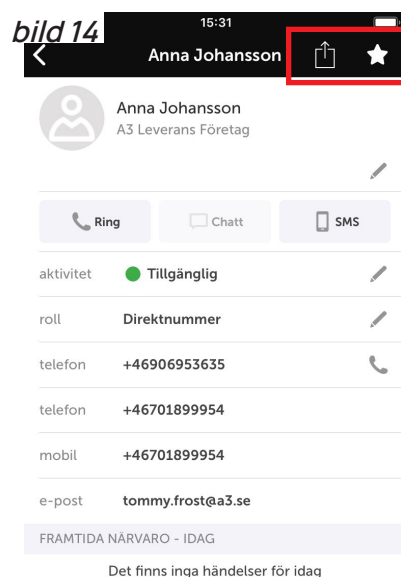 15:31
bild 14
Anna Johansson
Anna Johansson
A3 Leverans Företag
Ring Chatt SMS
aktivitet Tillgänglig
roll Direktnummer
telefon +46906953635
telefon +46701899954
mobil +46701899954
e-post tommy.frost@a3.se
FRAMTIDA NÄRVARO - IDAG
Det finns inga händelser för idag